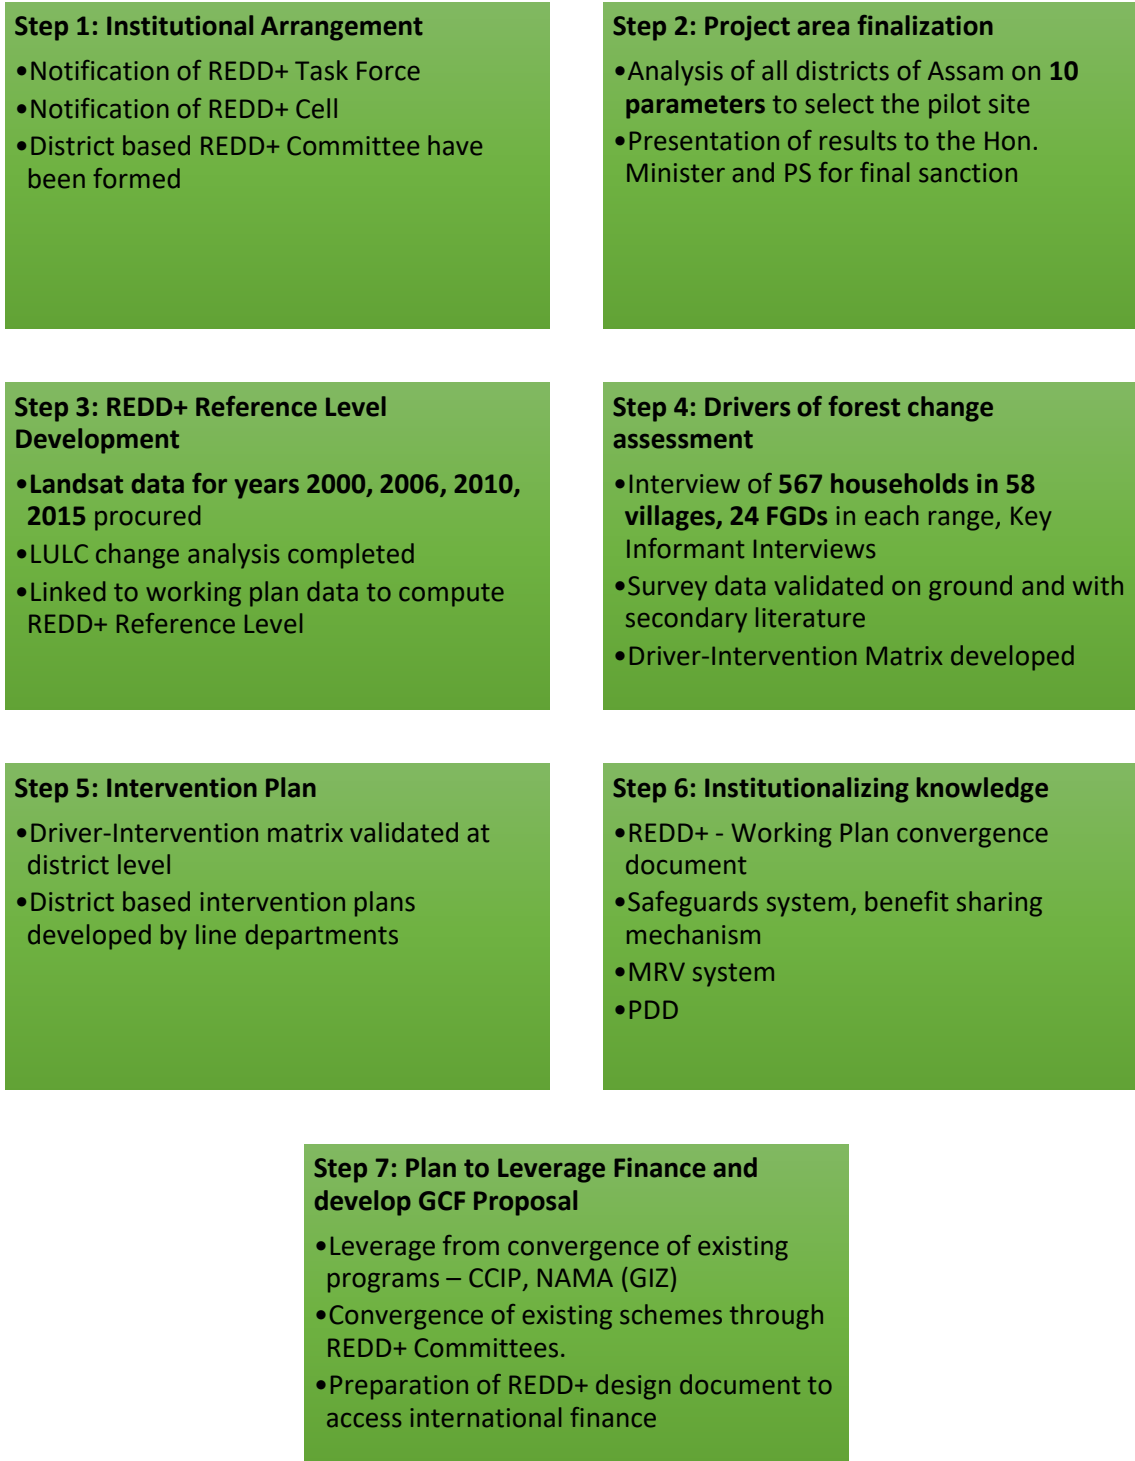 Step 1: Institutional Arrangement
•Notification of REDD+ Task Force
•Notification of REDD+ Cell
•District based REDD+ Committee have
been formed
Step 2: Project area finalization
•Analysis of all districts of Assam on 10
parameters to select the pilot site
•Presentation of results to the Hon.
Minister and PS for final sanction
Step 3: REDD+ Reference Level
Development
•Landsat data for years 2000, 2006, 2010,
2015 procured
•LULC change analysis completed
•Linked to working plan data to compute
REDD+ Reference Level
Step 4: Drivers of forest change
assessment
•Interview of 567 households in 58
villages, 24 FGDs in each range, Key
Informant Interviews
•Survey data validated on ground and with
secondary literature
•Driver-Intervention Matrix developed
Step 5: Intervention Plan
•Driver-Intervention matrix validated at
district level
•District based intervention plans
developed by line departments
Step 6: Institutionalizing knowledge
•REDD+ - Working Plan convergence
document
•Safeguards system, benefit sharing
mechanism
•MRV system
•PDD
Step 7: Plan to Leverage Finance and
develop GCF Proposal
•Leverage from convergence of existing
programs – CCIP, NAMA (GIZ)
•Convergence of existing schemes through
REDD+ Committees.
•Preparation of REDD+ design document to
access international finance